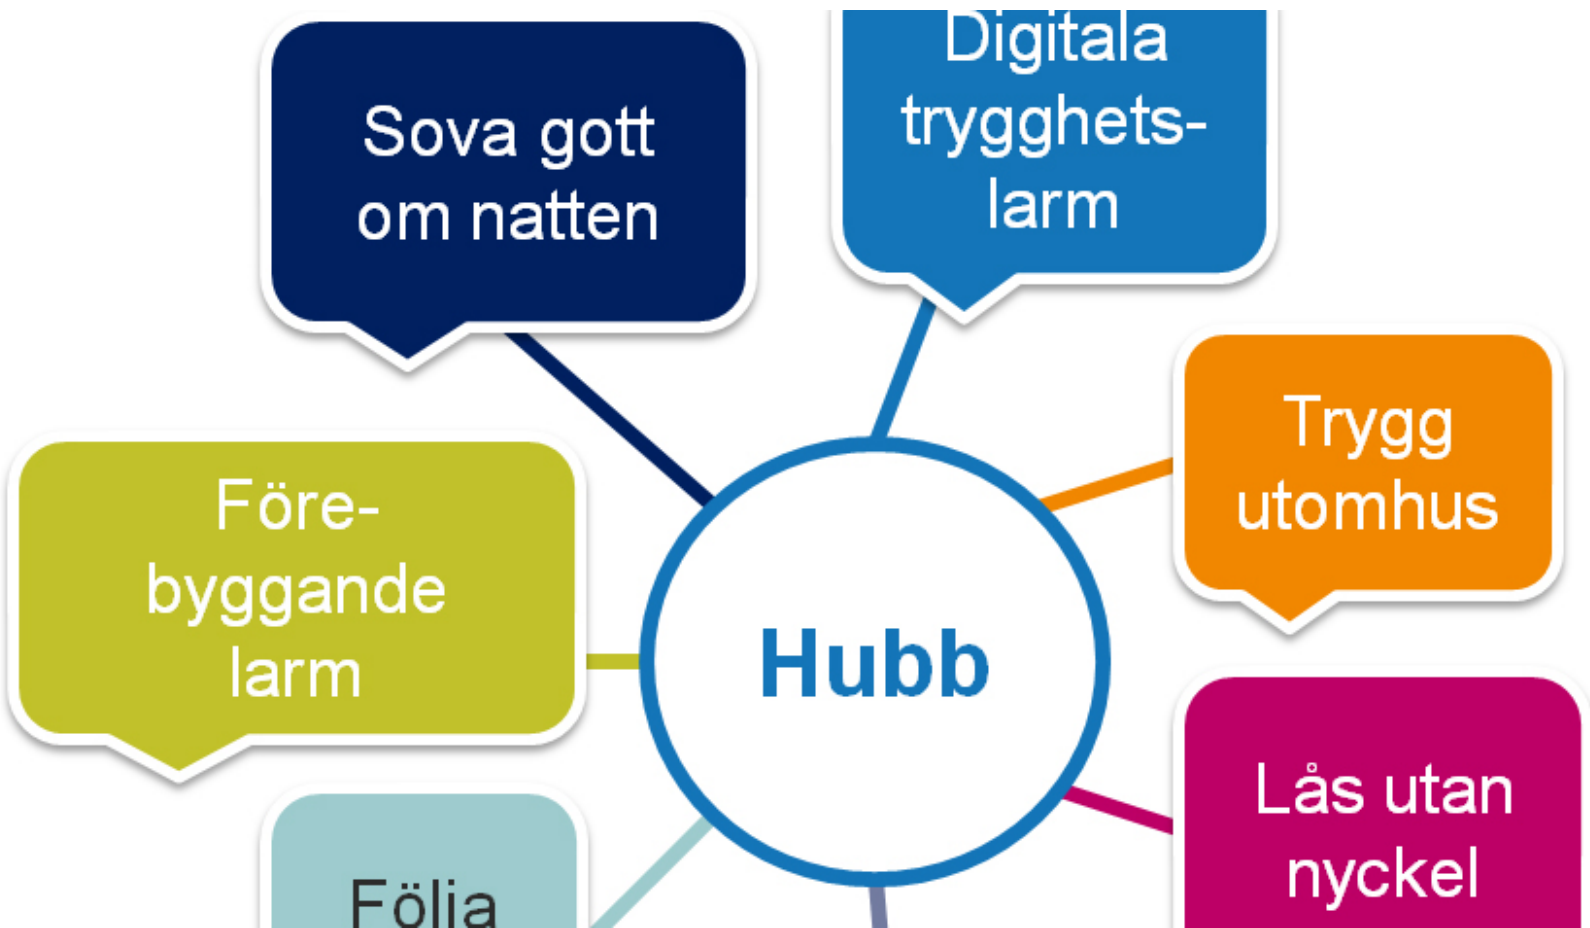 Sova gott
om natten
Digitala
trygghets-
larm
Trygg
utomhus
Före-
byggande
larm
Hubb
Lås utan
nyckel
Följa